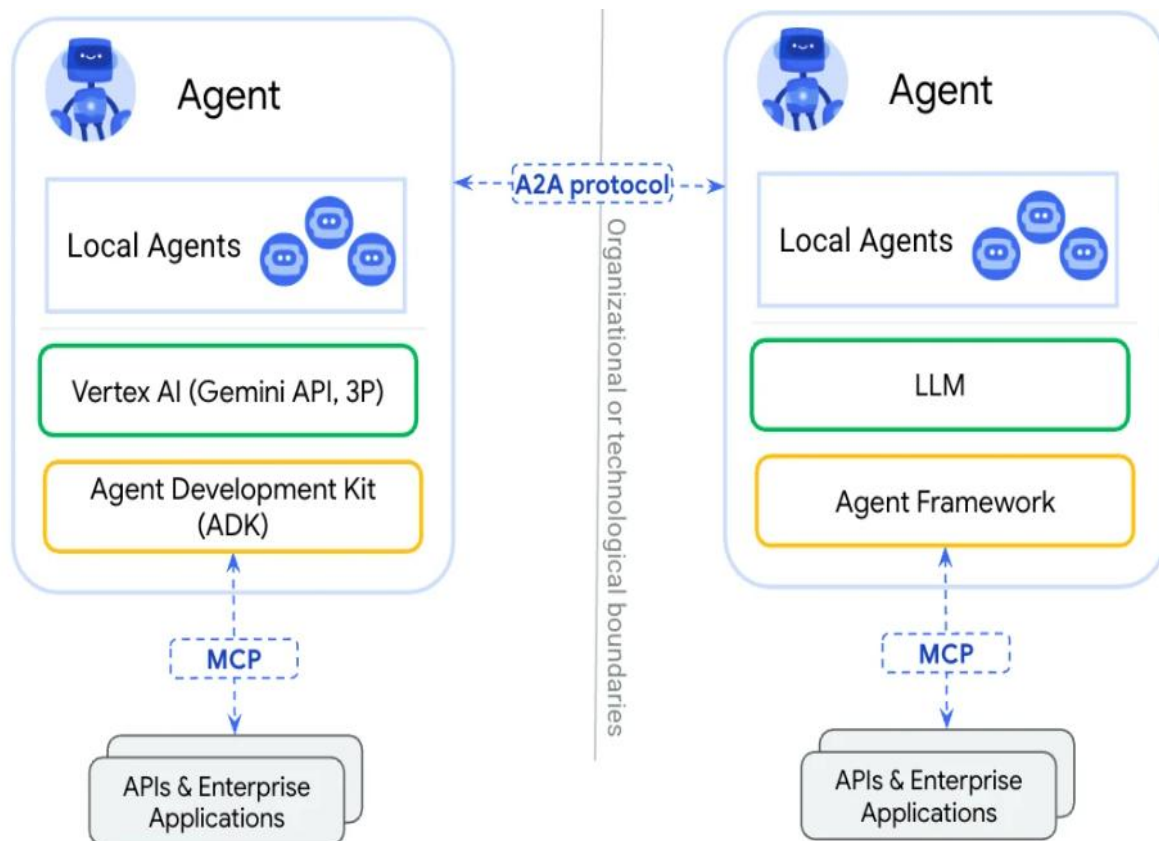 Agent
Local Agents
Vertex AI (Gemini API, 3P)
Agent Development Kit
(ADK)
MCP
APIs & Enterprise
Applications
A2A protocol
Organizational or technological boundaries
Agent
Local Agents
LLM
Agent Framework
MCP
APIs & Enterprise
Applications